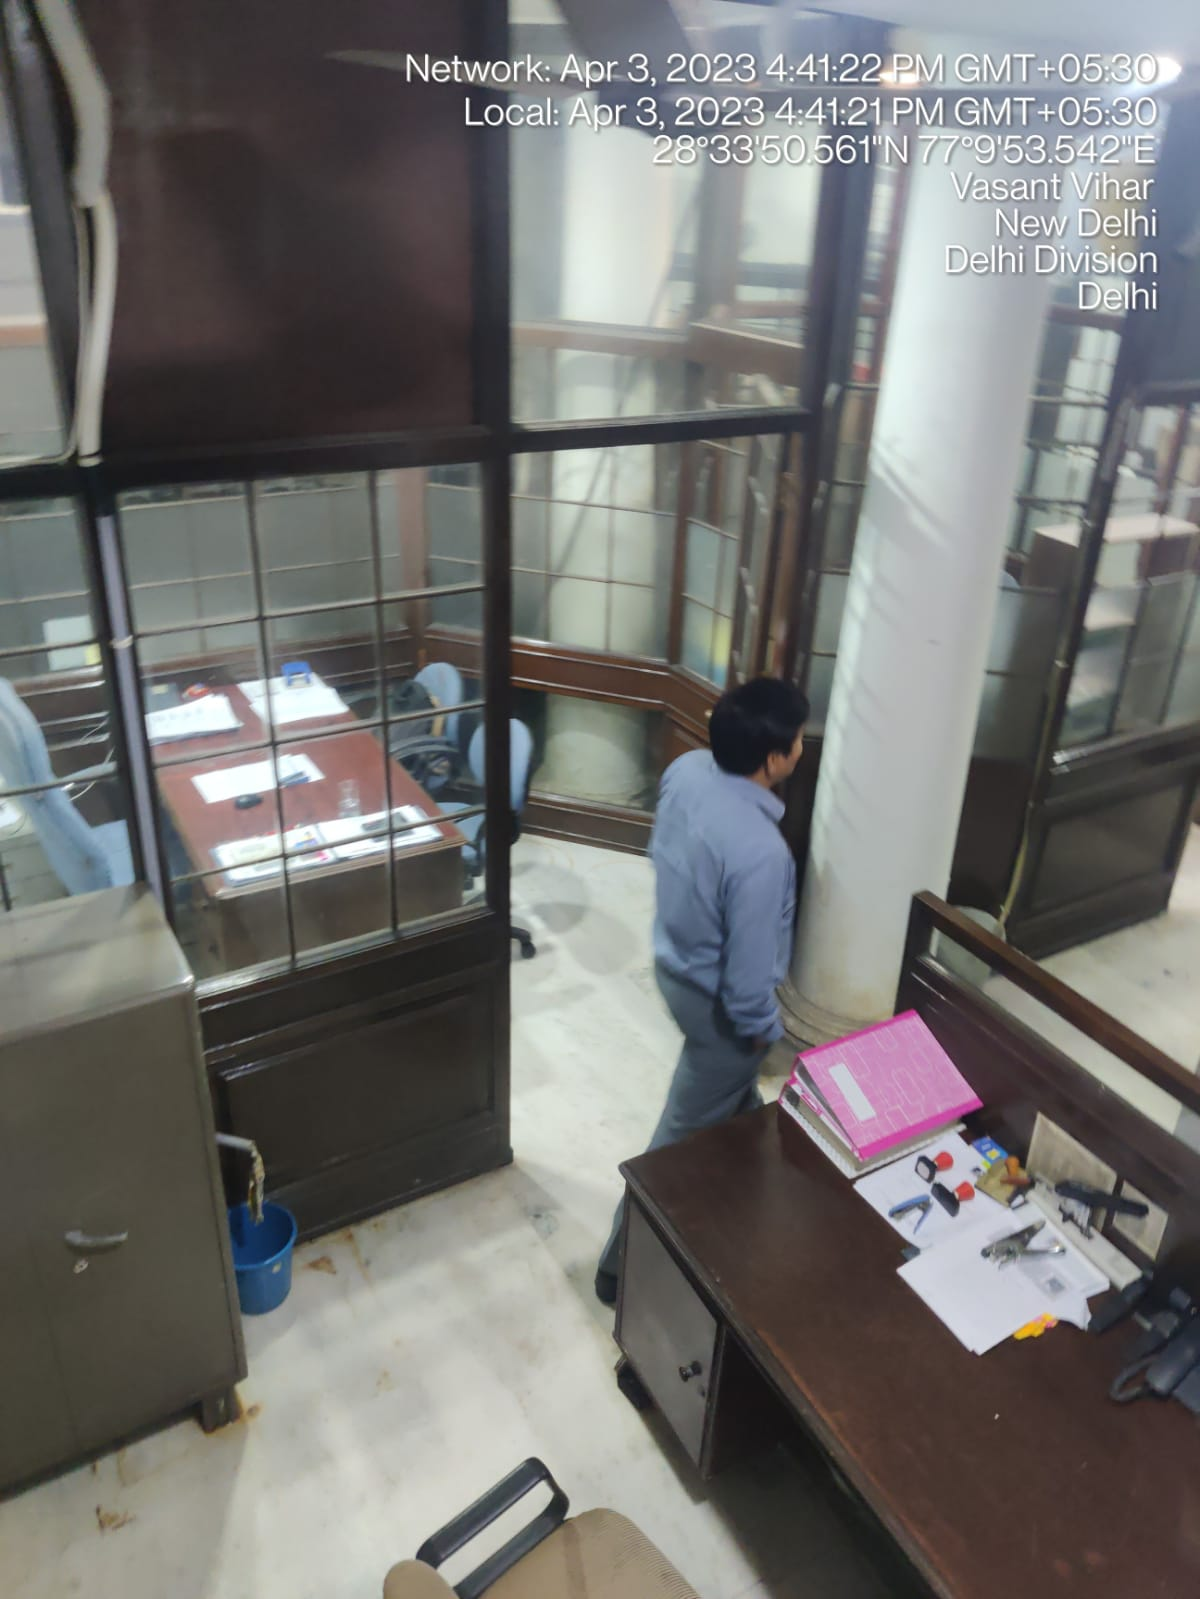 Network: Apr 3, 2023 4:41:22 PM GMT+05:30
Local: Apr 3, 2023 4:41:21 PM GMT+05:30
28°33'50.561"N 77°9'53.542"E
Vasant Vihar
New Delhi
Delhi Division
Delhi